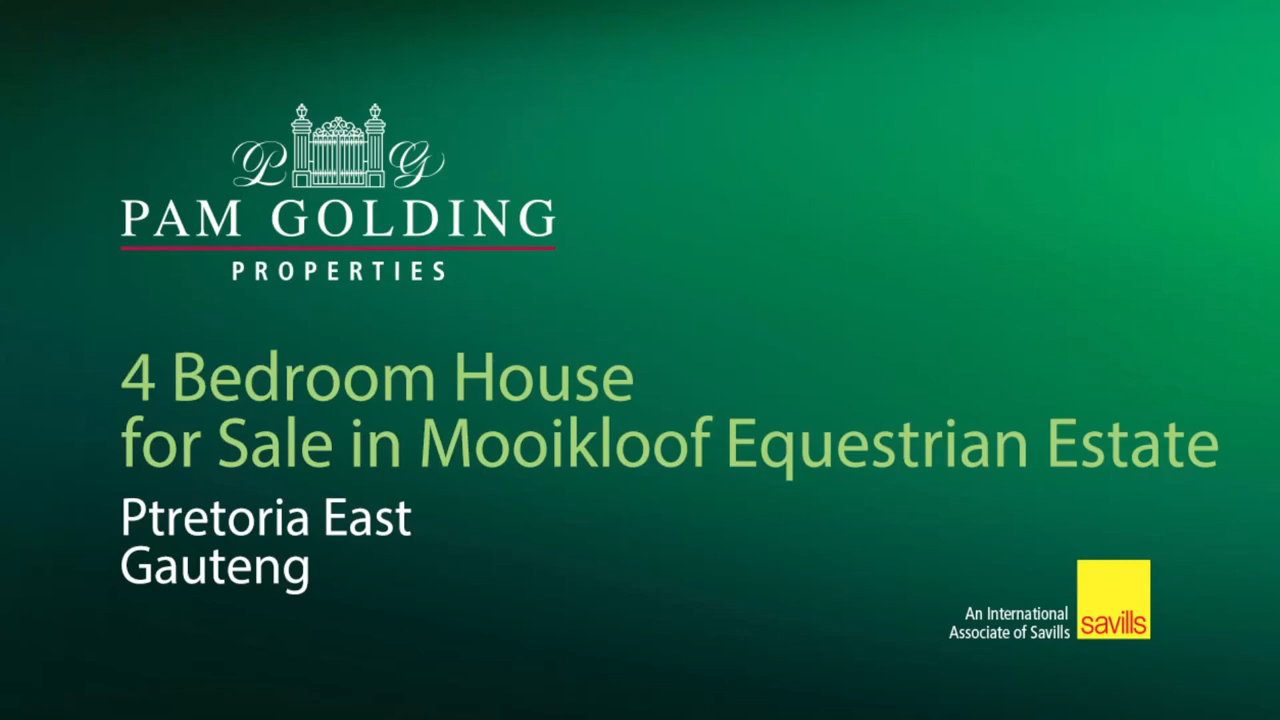 P G
PAM GOLDING
PROPERTIES
4 Bedroom House
for Sale in Mooikloof Equestrian Estate
Ptretoria East
Gauteng
An International
Associate of Savills
savills